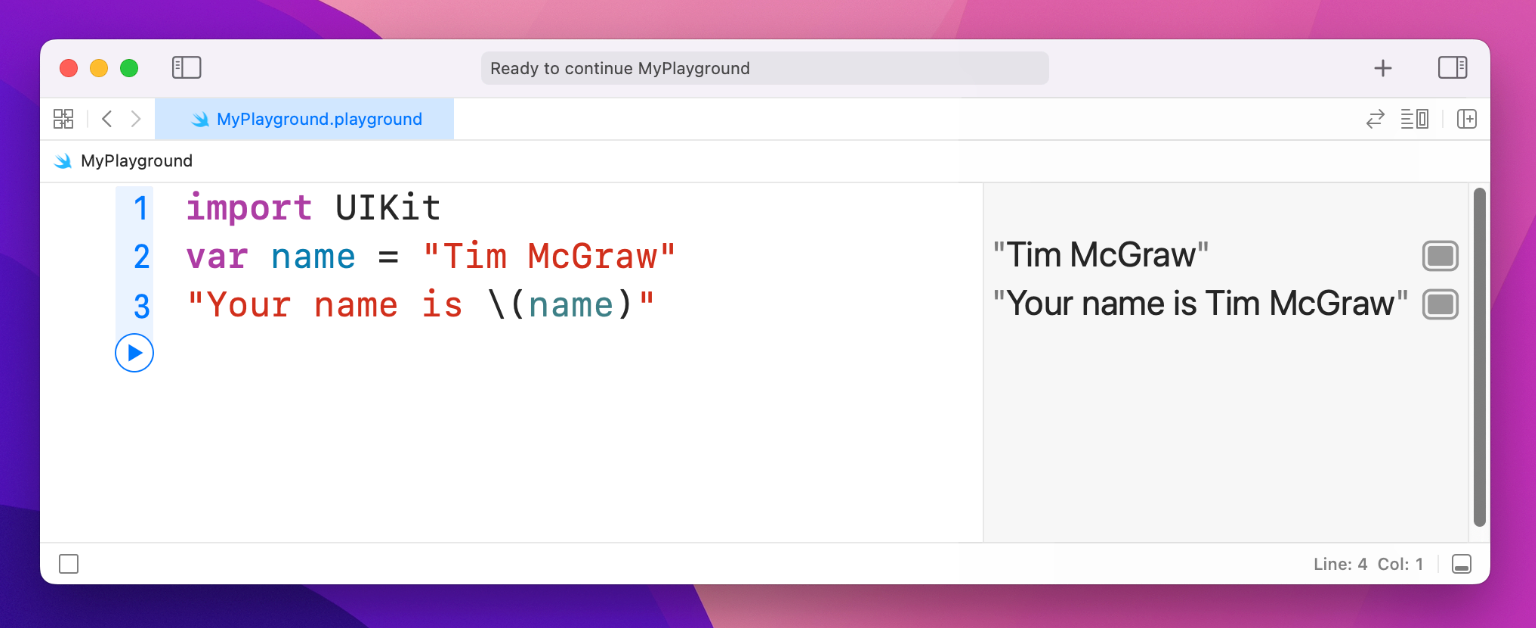 Ready to continue MyPlayground
MyPlayground.playground
MyPlayground
1 import UIKit
2 var name = "Tim McGraw"
"Tim McGraw"
3 "Your name is \(name)"
"Your name is Tim McGraw"
Line: 4 Col: 1